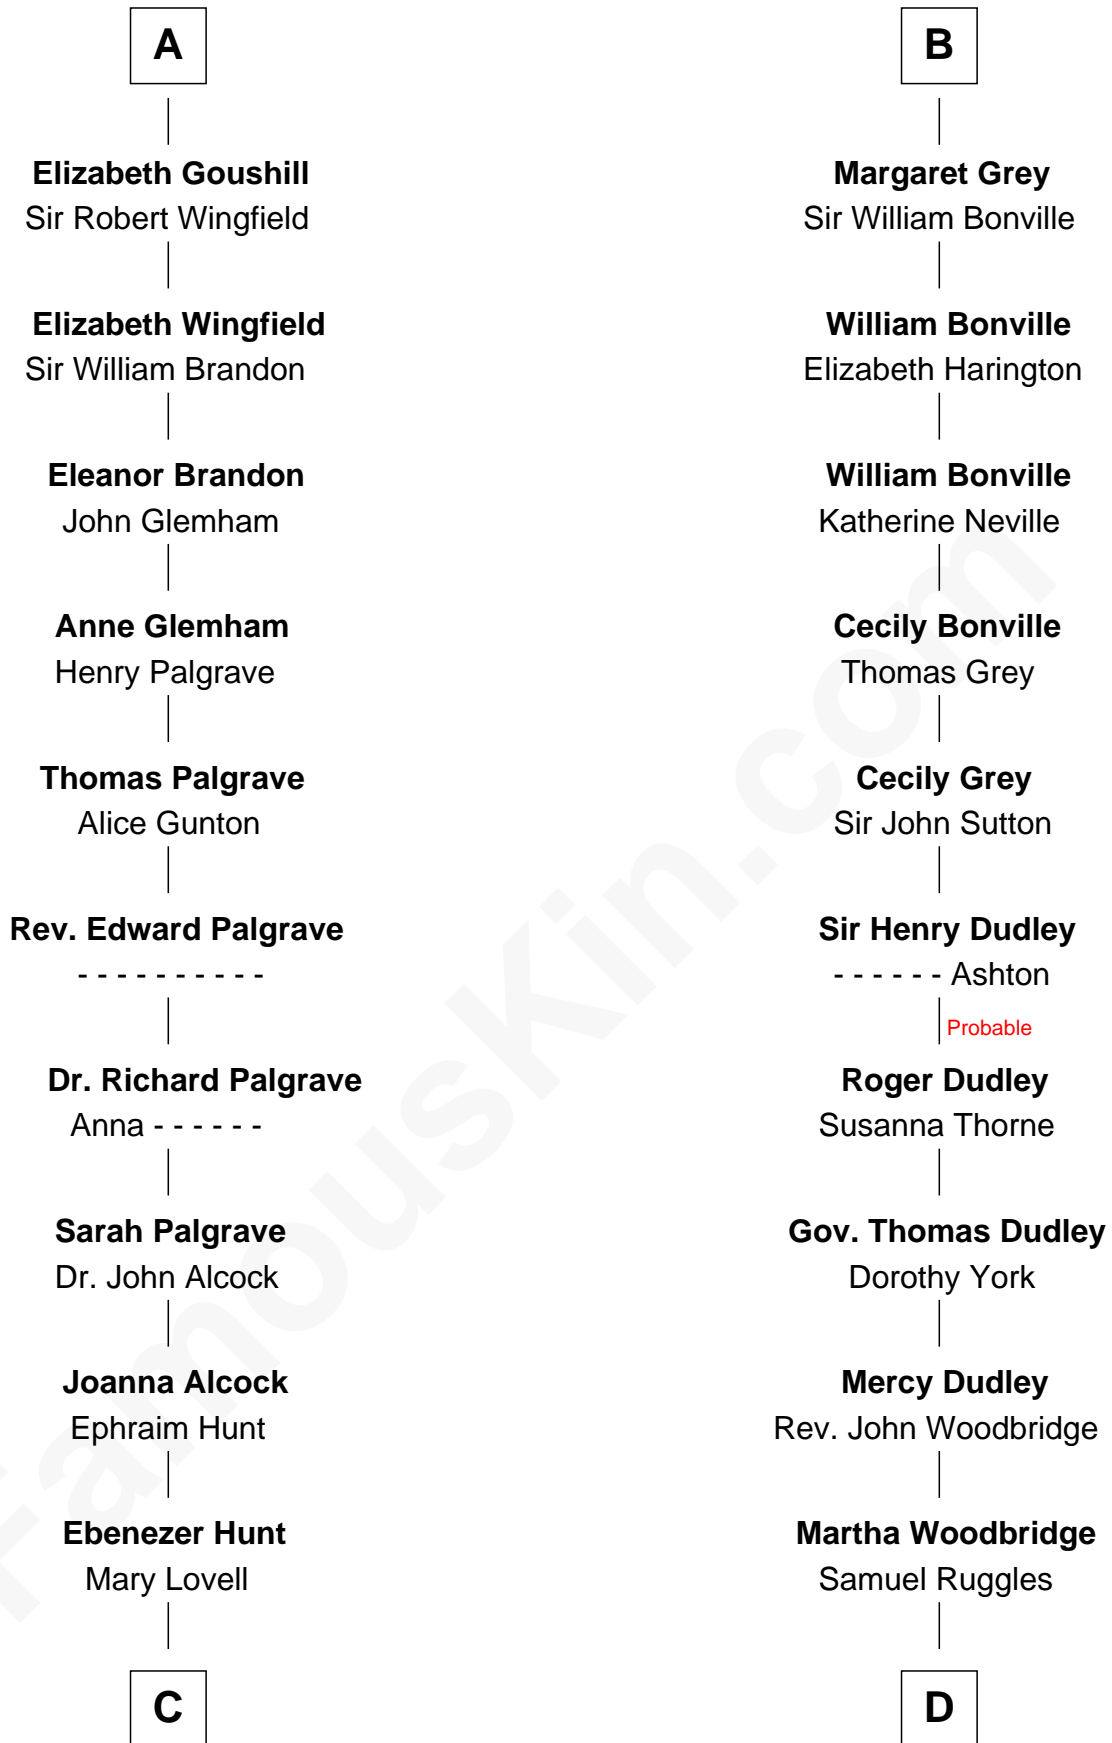 A
Elizabeth Goushill
Sir Robert Wingfield
Elizabeth Wingfield
Sir William Brandon
Eleanor Brandon
John Glemham
Anne Glemham
Henry Palgrave
Thomas Palgrave
Alice Gunton
Rev. Edward Palgrave
- - - - - - - - - -
Dr. Richard Palgrave
Anna - - - - - -
Sarah Palgrave
Dr. John Alcock
Joanna Alcock
Ephraim Hunt
Ebenezer Hunt
Mary Lovell
C
B
Margaret Grey
Sir William Bonville
William Bonville
Elizabeth Harington
William Bonville
Katherine Neville
Cecily Bonville
Thomas Grey
Cecily Grey
Sir John Sutton
Sir Henry Dudley
- - - - - - Ashton
Probable
Roger Dudley
Susanna Thorne
Gov. Thomas Dudley
Dorothy York
Mercy Dudley
Rev. John Woodbridge
Martha Woodbridge
Samuel Ruggles
D
FamousKin.com